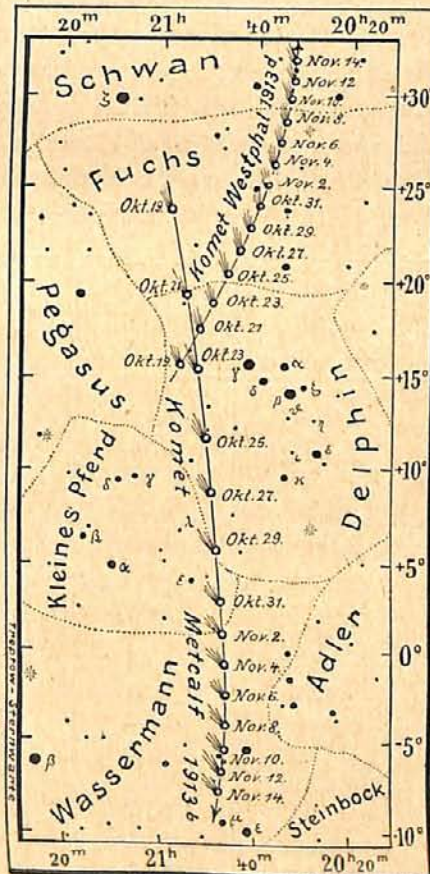 20ᵐ 21ʰ 40ᵐ 20ʰ20ᵐ
Schwan
ζ
Komet Westphal 1913 d
Nov. 14.
Nov. 12
Nov. 10.
+30°
Nov. 8.
Nov. 6.
Nov. 4.
Fuchs
Nov. 2.
+25°
Okt. 19.
Okt. 31.
Okt. 29.
Okt. 27.
Okt. 25.
+20°
Okt. 21
Okt. 23.
Pegasus
Okt. 21
Okt. 19.
Okt. 23
γ α
+15°
δ ζ
β
Delphin
Komet
Okt. 25.
η
ι ε
κ
+10°
Kleines Pferd
δ γ
Okt. 27.
λ
β
Okt. 29.
α
+5°
ε
Okt. 31.
Metcalf
1913 b
Nov. 2.
Adler
0°
Nov. 4.
Wassermann
Nov. 6
Nov. 8.
-5°
β
Nov. 10.
Nov. 12.
Nov. 14.
Steinbock
μ ε
-10°
20ᵐ 21ʰ 40ᵐ 20ʰ20ᵐ
Treptow-Sternwarte